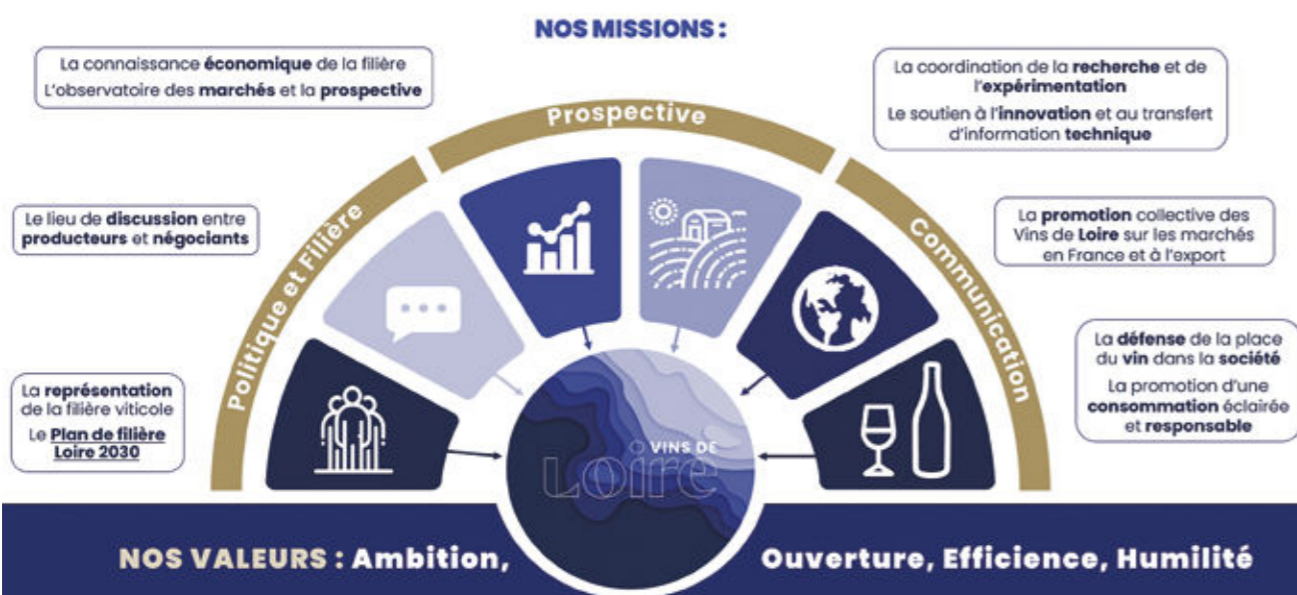 NOS MISSIONS :
La connaissance économique de la filière
L'observatoire des marchés et la prospective
La coordination de la recherche et de
l'expérimentation
Le soutien à l'innovation et au transfert
d'information technique
Prospective
Politique et Filière
Communication
Le lieu de discussion entre
producteurs et négociants
La promotion collective des
Vins de Loire sur les marchés
en France et à l'export
La représentation
de la filière viticole
Le Plan de filière
Loire 2030
La défense de la place
du vin dans la société
La promotion d'une
consommation éclairée
et responsable
VINS DE
Loire
NOS VALEURS : Ambition, Ouverture, Efficience, Humilité